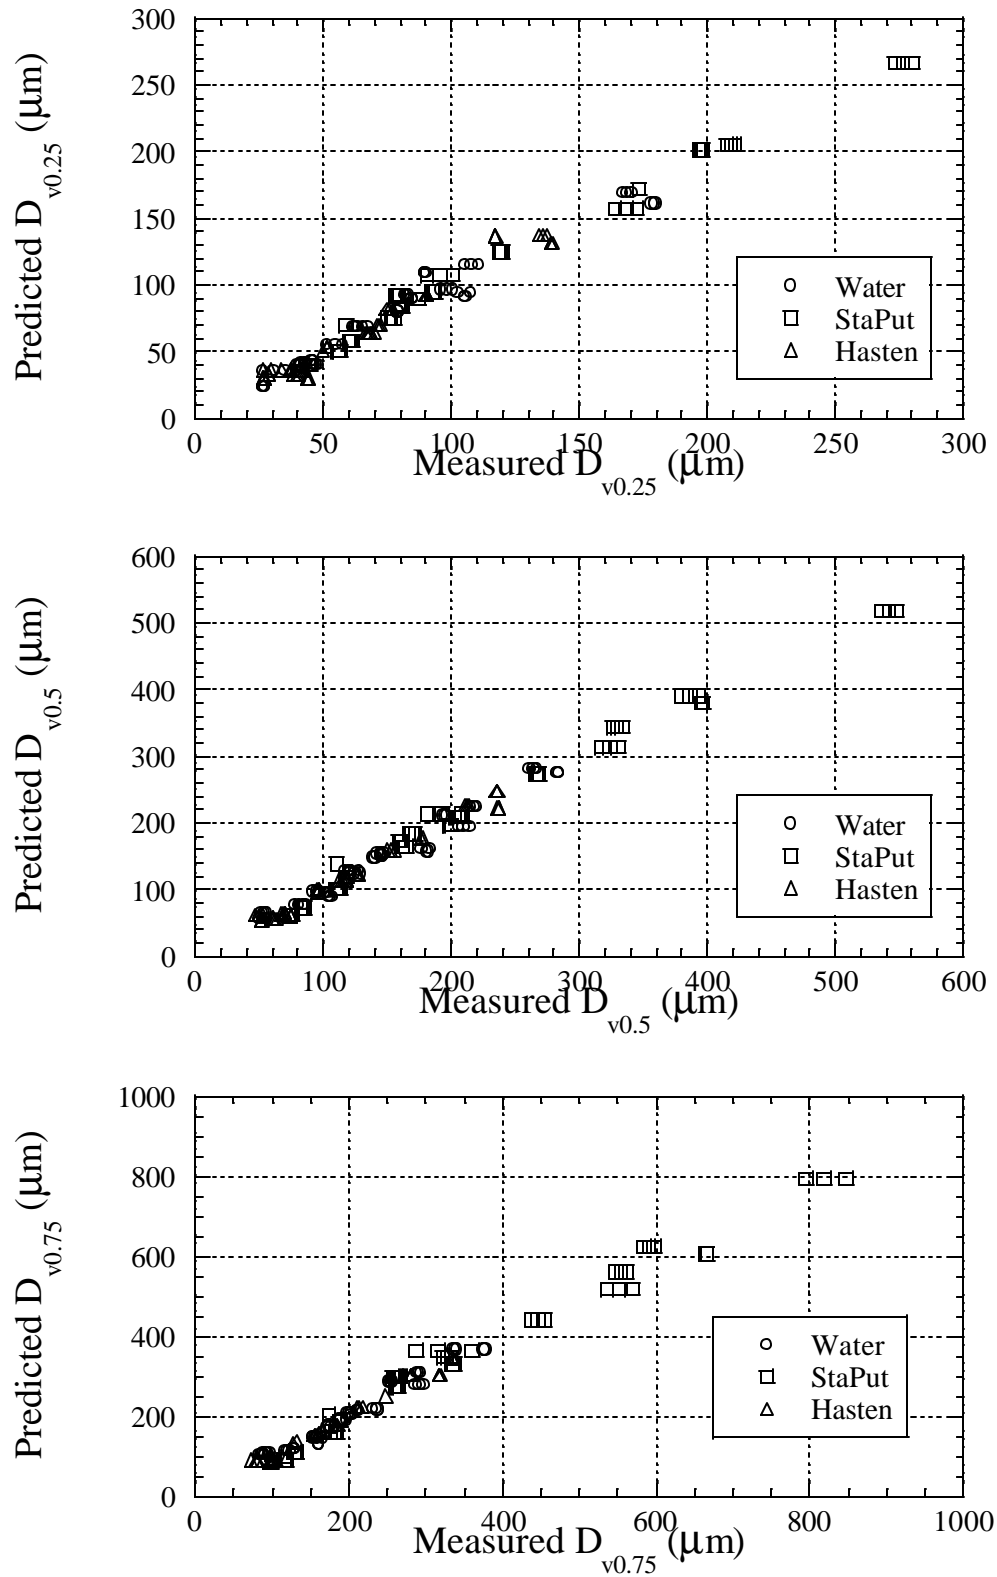 300
250
200
150
100
50
0
Predicted D v0.25 (μm)
Water
StaPut
Hasten
0 50 100 150 200 250 300
Measured D v0.25 (μm)
600
500
400
300
200
100
0
Predicted D v0.5 (μm)
Water
StaPut
Hasten
0 100 200 300 400 500 600
Measured D v0.5 (μm)
1000
800
600
400
200
0
Predicted D v0.75 (μm)
Water
StaPut
Hasten
0 200 400 600 800 1000
Measured D v0.75 (μm)